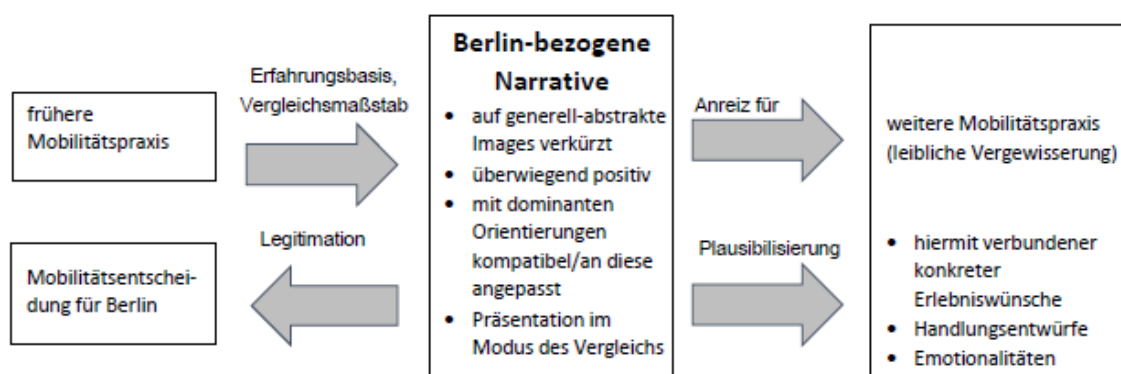 frühere
Mobilitätspraxis
Erfahrungsbasis,
Vergleichsmaßstab
Mobilitätsentschei-
dung für Berlin
Legitimation
Berlin-bezogene
Narrative
• auf generell-abstrakte
Images verkürzt
• überwiegend positiv
• mit dominanten
Orientierungen
kompatibel/an diese
angepasst
• Präsentation im
Modus des Vergleichs
Anreiz für
Plausibilisierung
weitere Mobilitätspraxis
(leibliche Vergewisserung)
• hiermit verbundener
konkreter
Erlebniswünsche
• Handlungsentwürfe
• Emotionalitäten